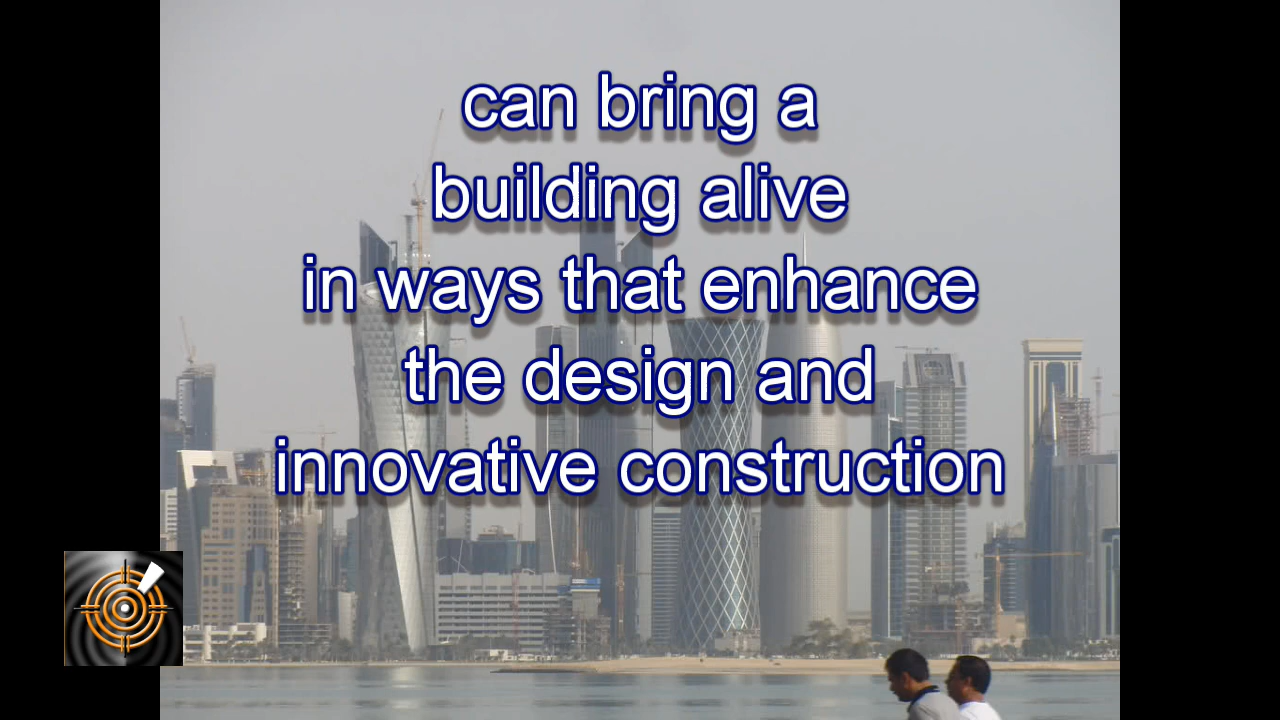 can bring a
building alive
in ways that enhance
the design and
innovative construction